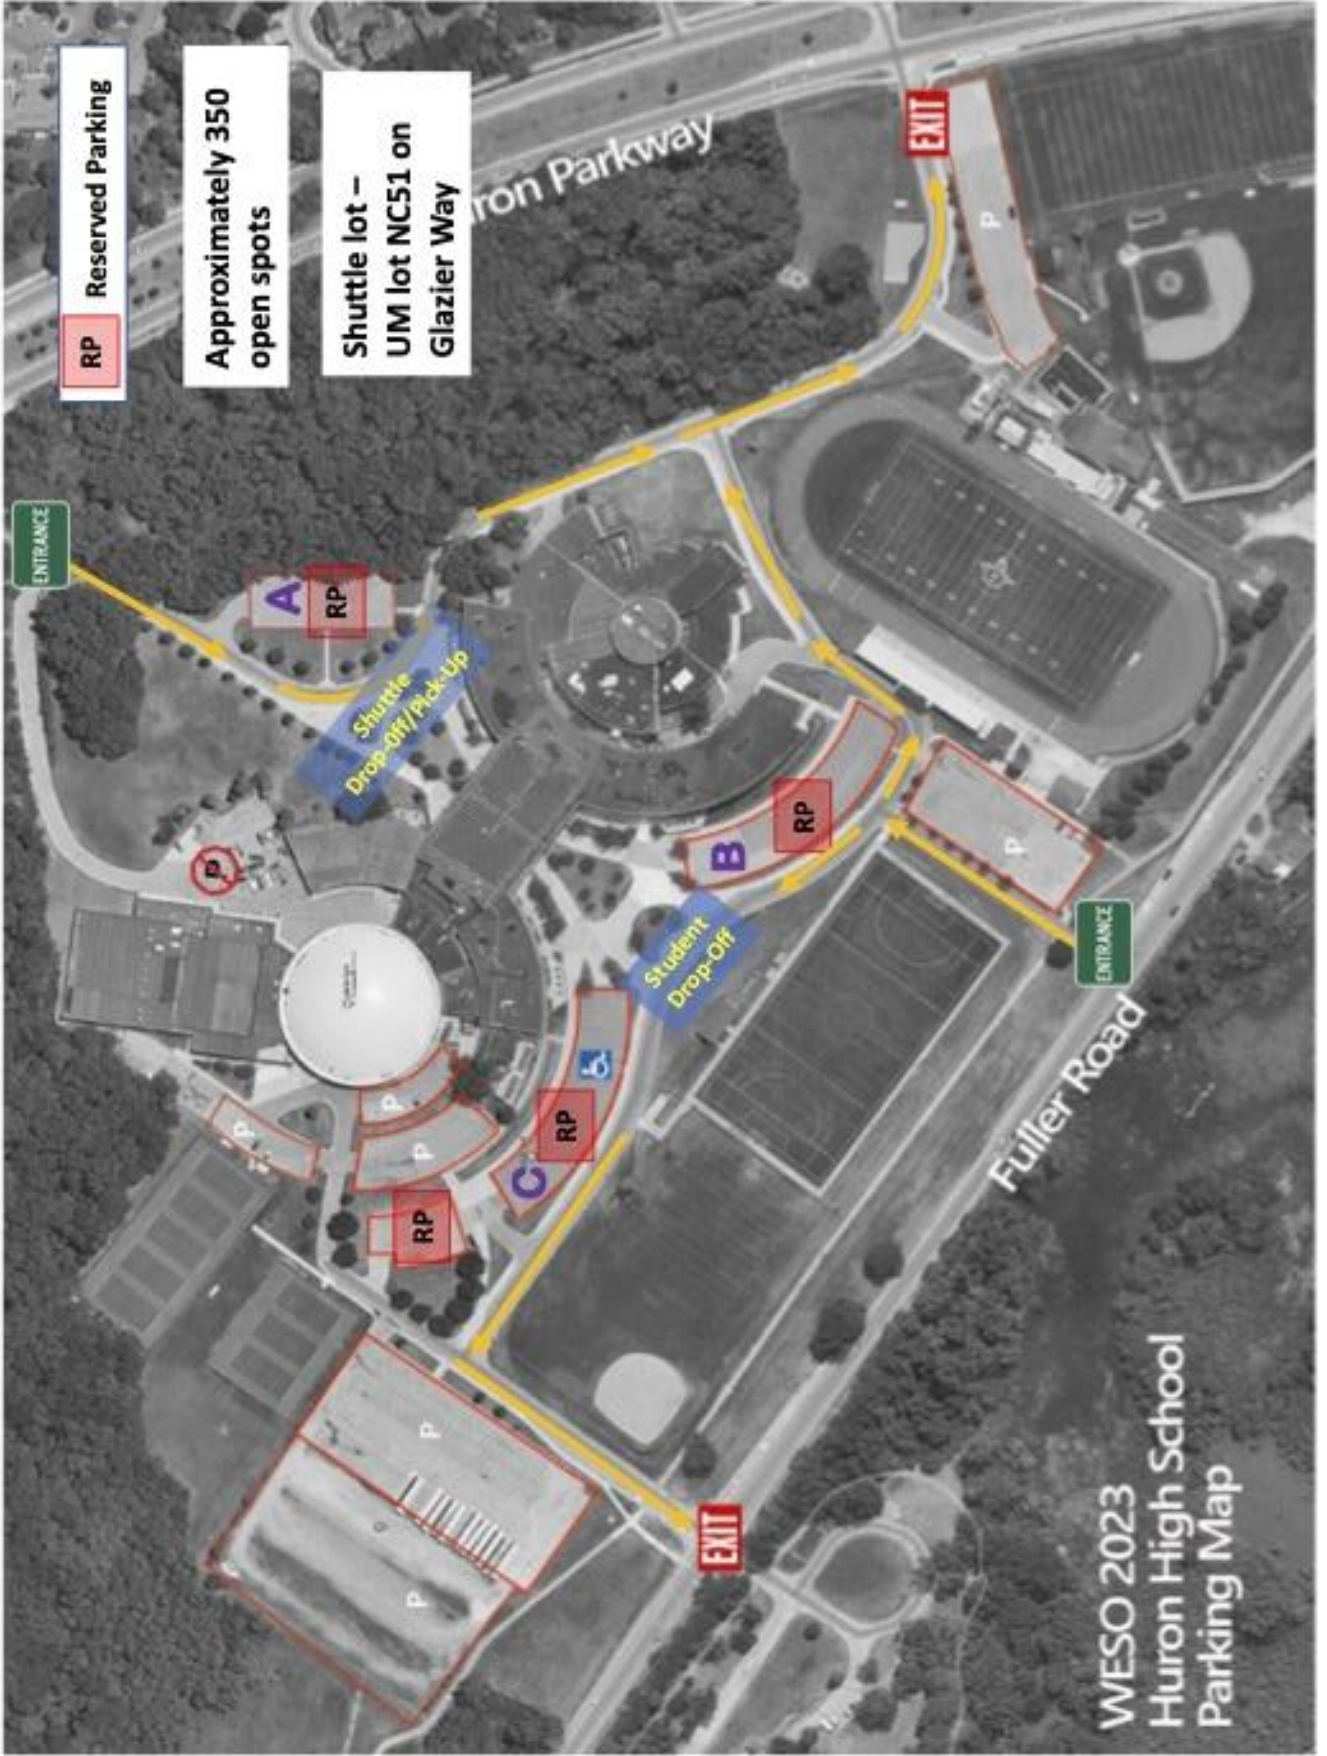 RP Reserved Parking
Approximately 350
open spots
Shuttle lot –
UM lot NC51 on
Glazier Way
ron Parkway
ENTRANCE
A
RP
Shuttle
Drop-Off/Pick-Up
P
EXIT
P
B
RP
Student
Drop-Off
P
ENTRANCE
P
P
P
C
RP
RP
P
P
EXIT
Fuller Road
WESO 2023
Huron High School
Parking Map